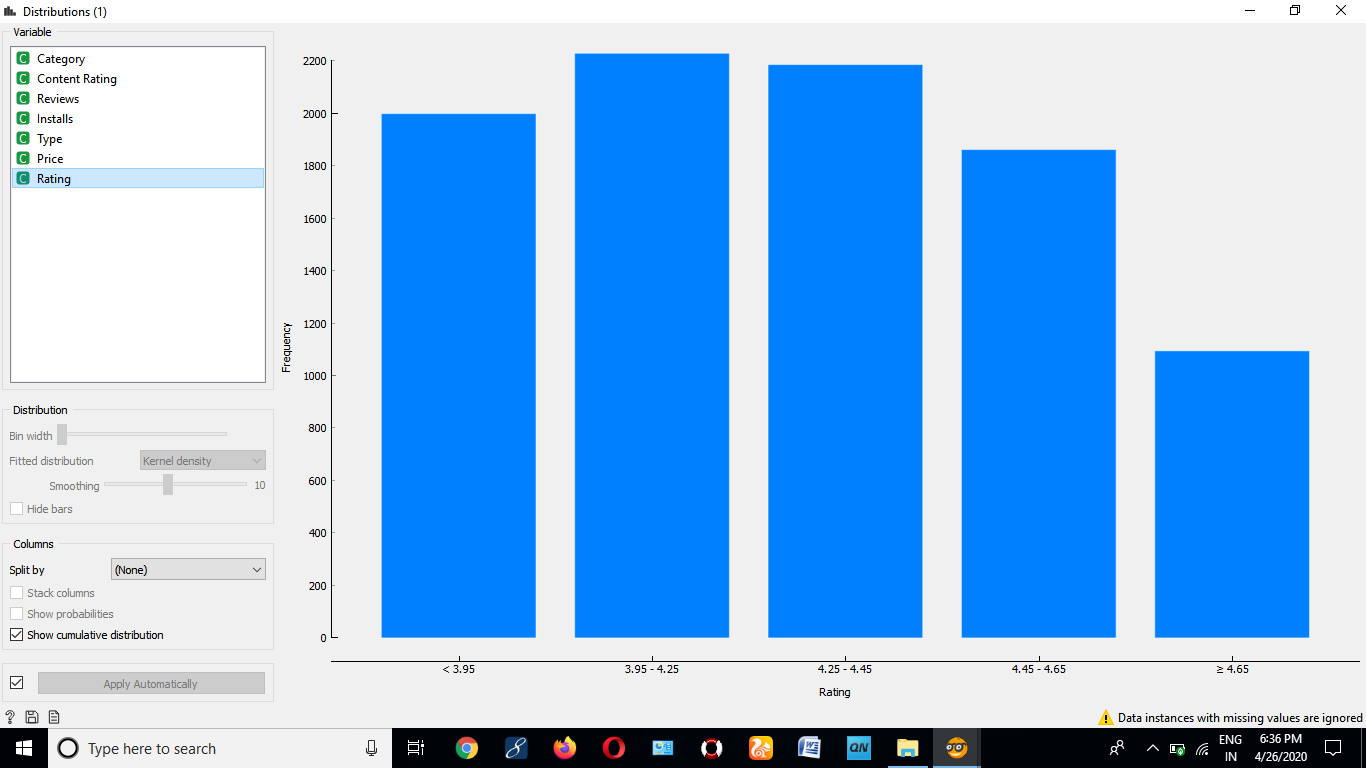 Distributions (1)
Variable
C Category
C Content Rating
C Reviews
C Installs
C Type
C Price
C Rating
Distribution
Bin width
Fitted distribution Kernel density
Smoothing 10
Hide bars
Columns
Split by (None)
Stack columns
Show probabilities
Show cumulative distribution
Apply Automatically
?
2200
2000
1800
1600
1400
1200
1000
800
600
400
200
0
Frequency
< 3.95 3.95 - 4.25 4.25 - 4.45 4.45 - 4.65 ≥ 4.65
Rating
Data instances with missing values are ignored
Type here to search
QN
ENG
IN
6:36 PM
4/26/2020